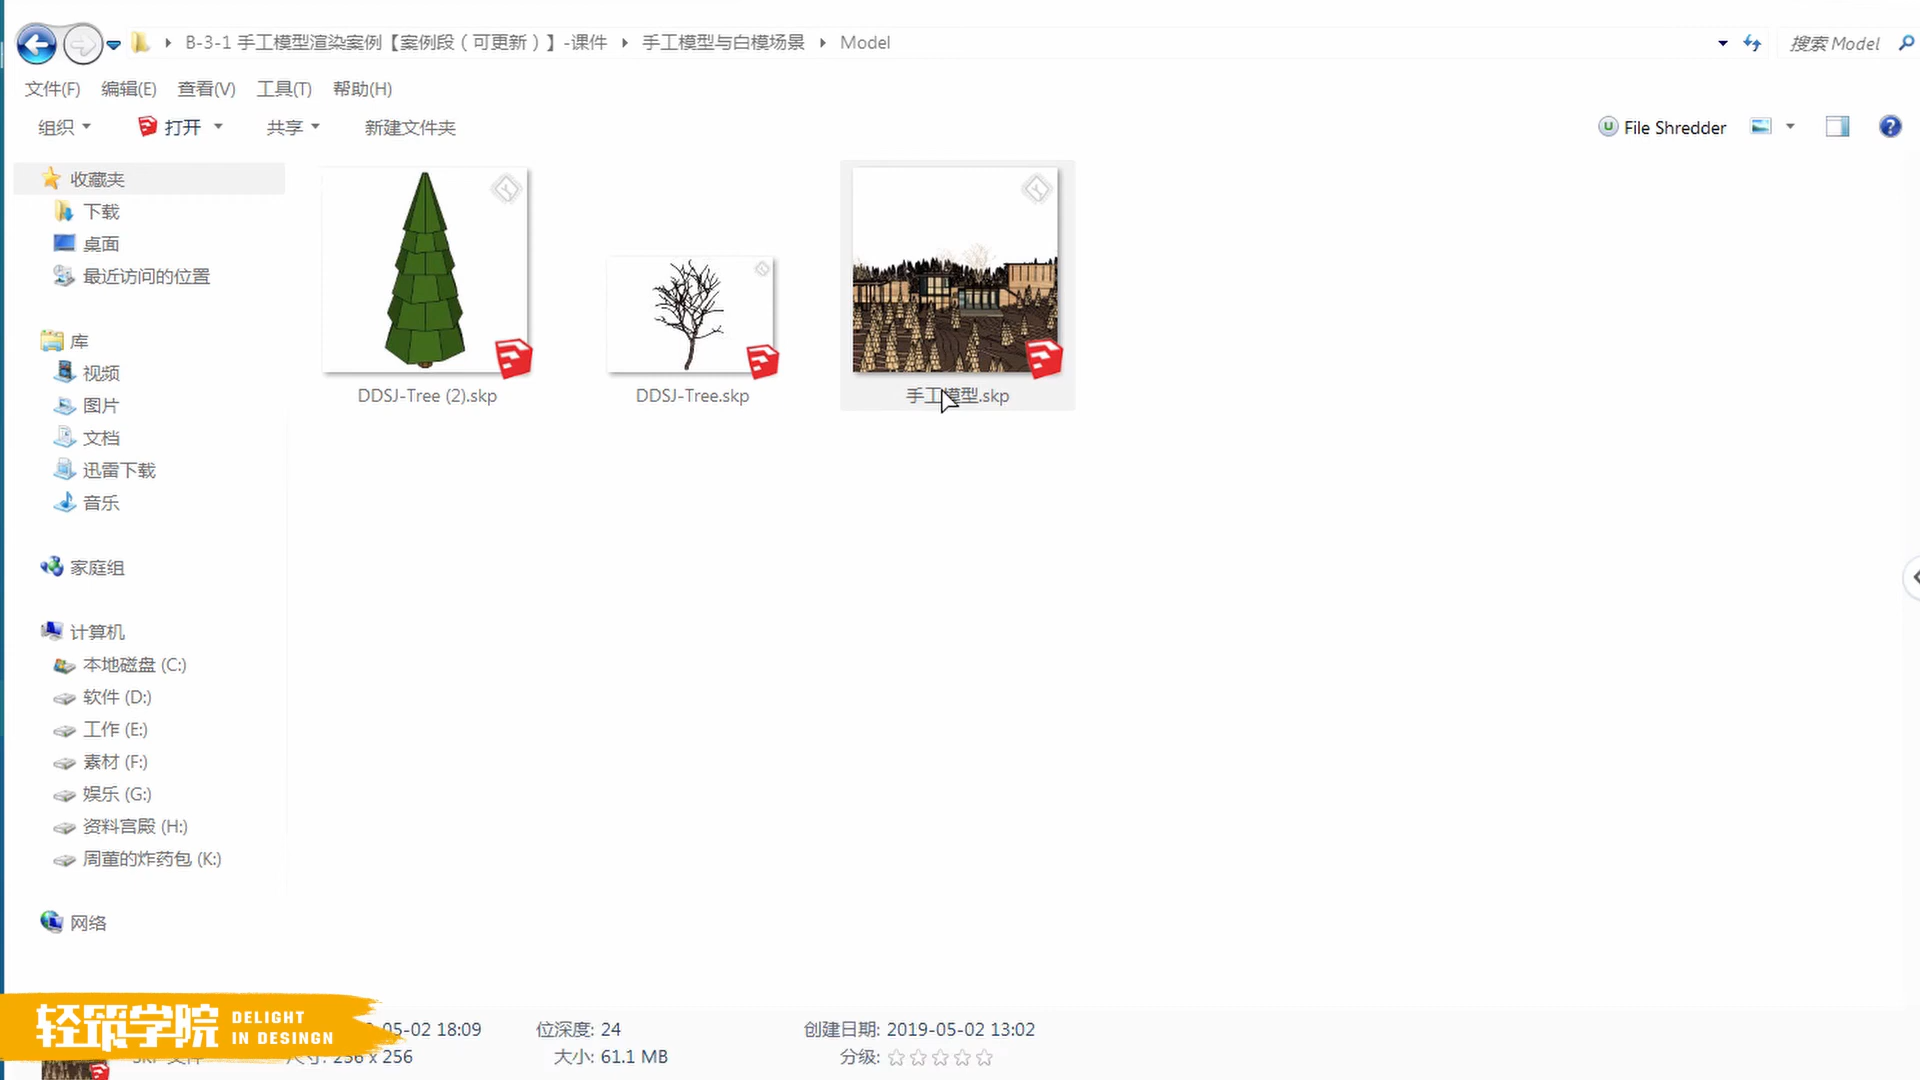 B-3-1 手工模型渲染案例【案例段（可更新）】-课件 手工模型与白模场景 Model 搜索 Model
文件(F) 编辑(E) 查看(V) 工具(T) 帮助(H)
组织 打开 共享 新建文件夹 File Shredder
收藏夹
下载
桌面
最近访问的位置
库
视频
图片
文档
迅雷下载
音乐
家庭组
计算机
本地磁盘 (C:)
软件 (D:)
工作 (E:)
素材 (F:)
娱乐 (G:)
资料宫殿 (H:)
周董的炸药包 (K:)
网络
DDSJ-Tree (2).skp
DDSJ-Tree.skp
手工模型.skp
轻筑学院
DELIGHT
IN DESINGN
05-02 18:09 位深度: 24 创建日期: 2019-05-02 13:02
256 x 256 大小: 61.1 MB 分级: